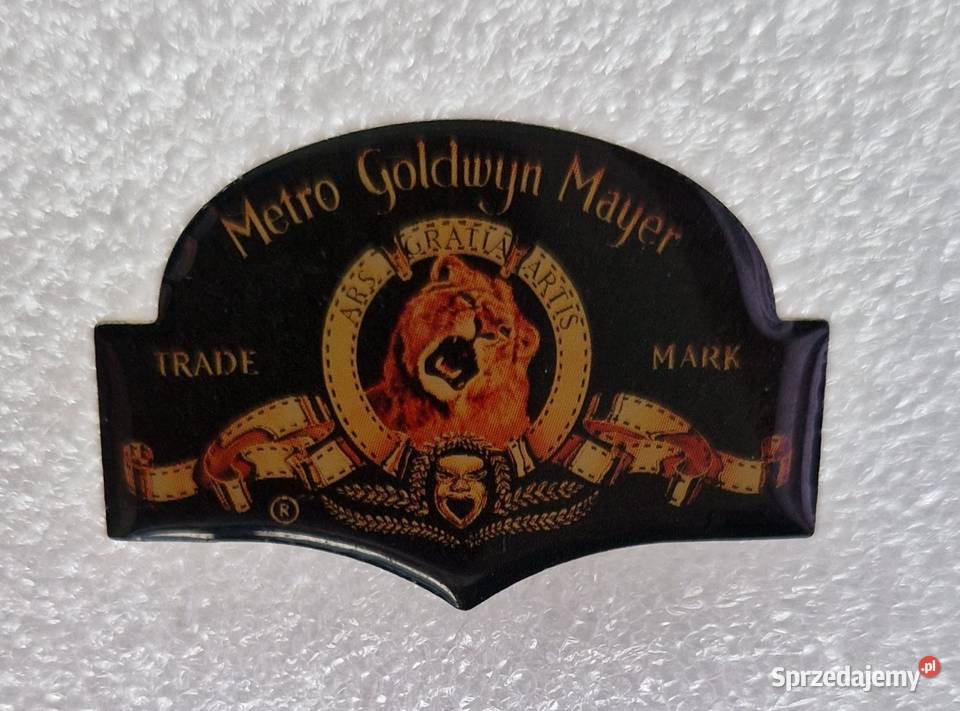 Metro Goldwyn Mayer
ARS GRATIA ARTIS
TRADE MARK
®
Sprzedajemy.pl